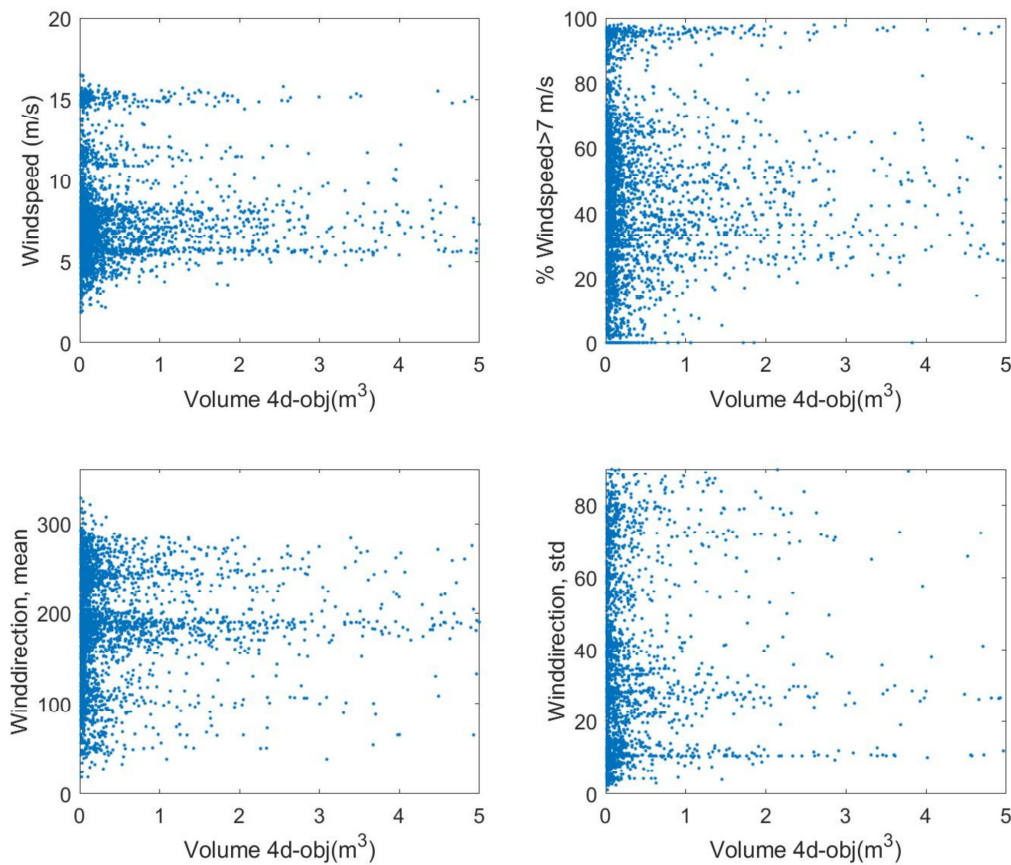 20
15
10
5
0
0 1 2 3 4 5
Windspeed (m/s)
Volume 4d-obj(m³)
100
80
60
40
20
0
0 1 2 3 4 5
% Windspeed>7 m/s
Volume 4d-obj(m³)
300
200
100
0
0 1 2 3 4 5
Winddirection, mean
Volume 4d-obj(m³)
80
60
40
20
0
0 1 2 3 4 5
Winddirection, std
Volume 4d-obj(m³)